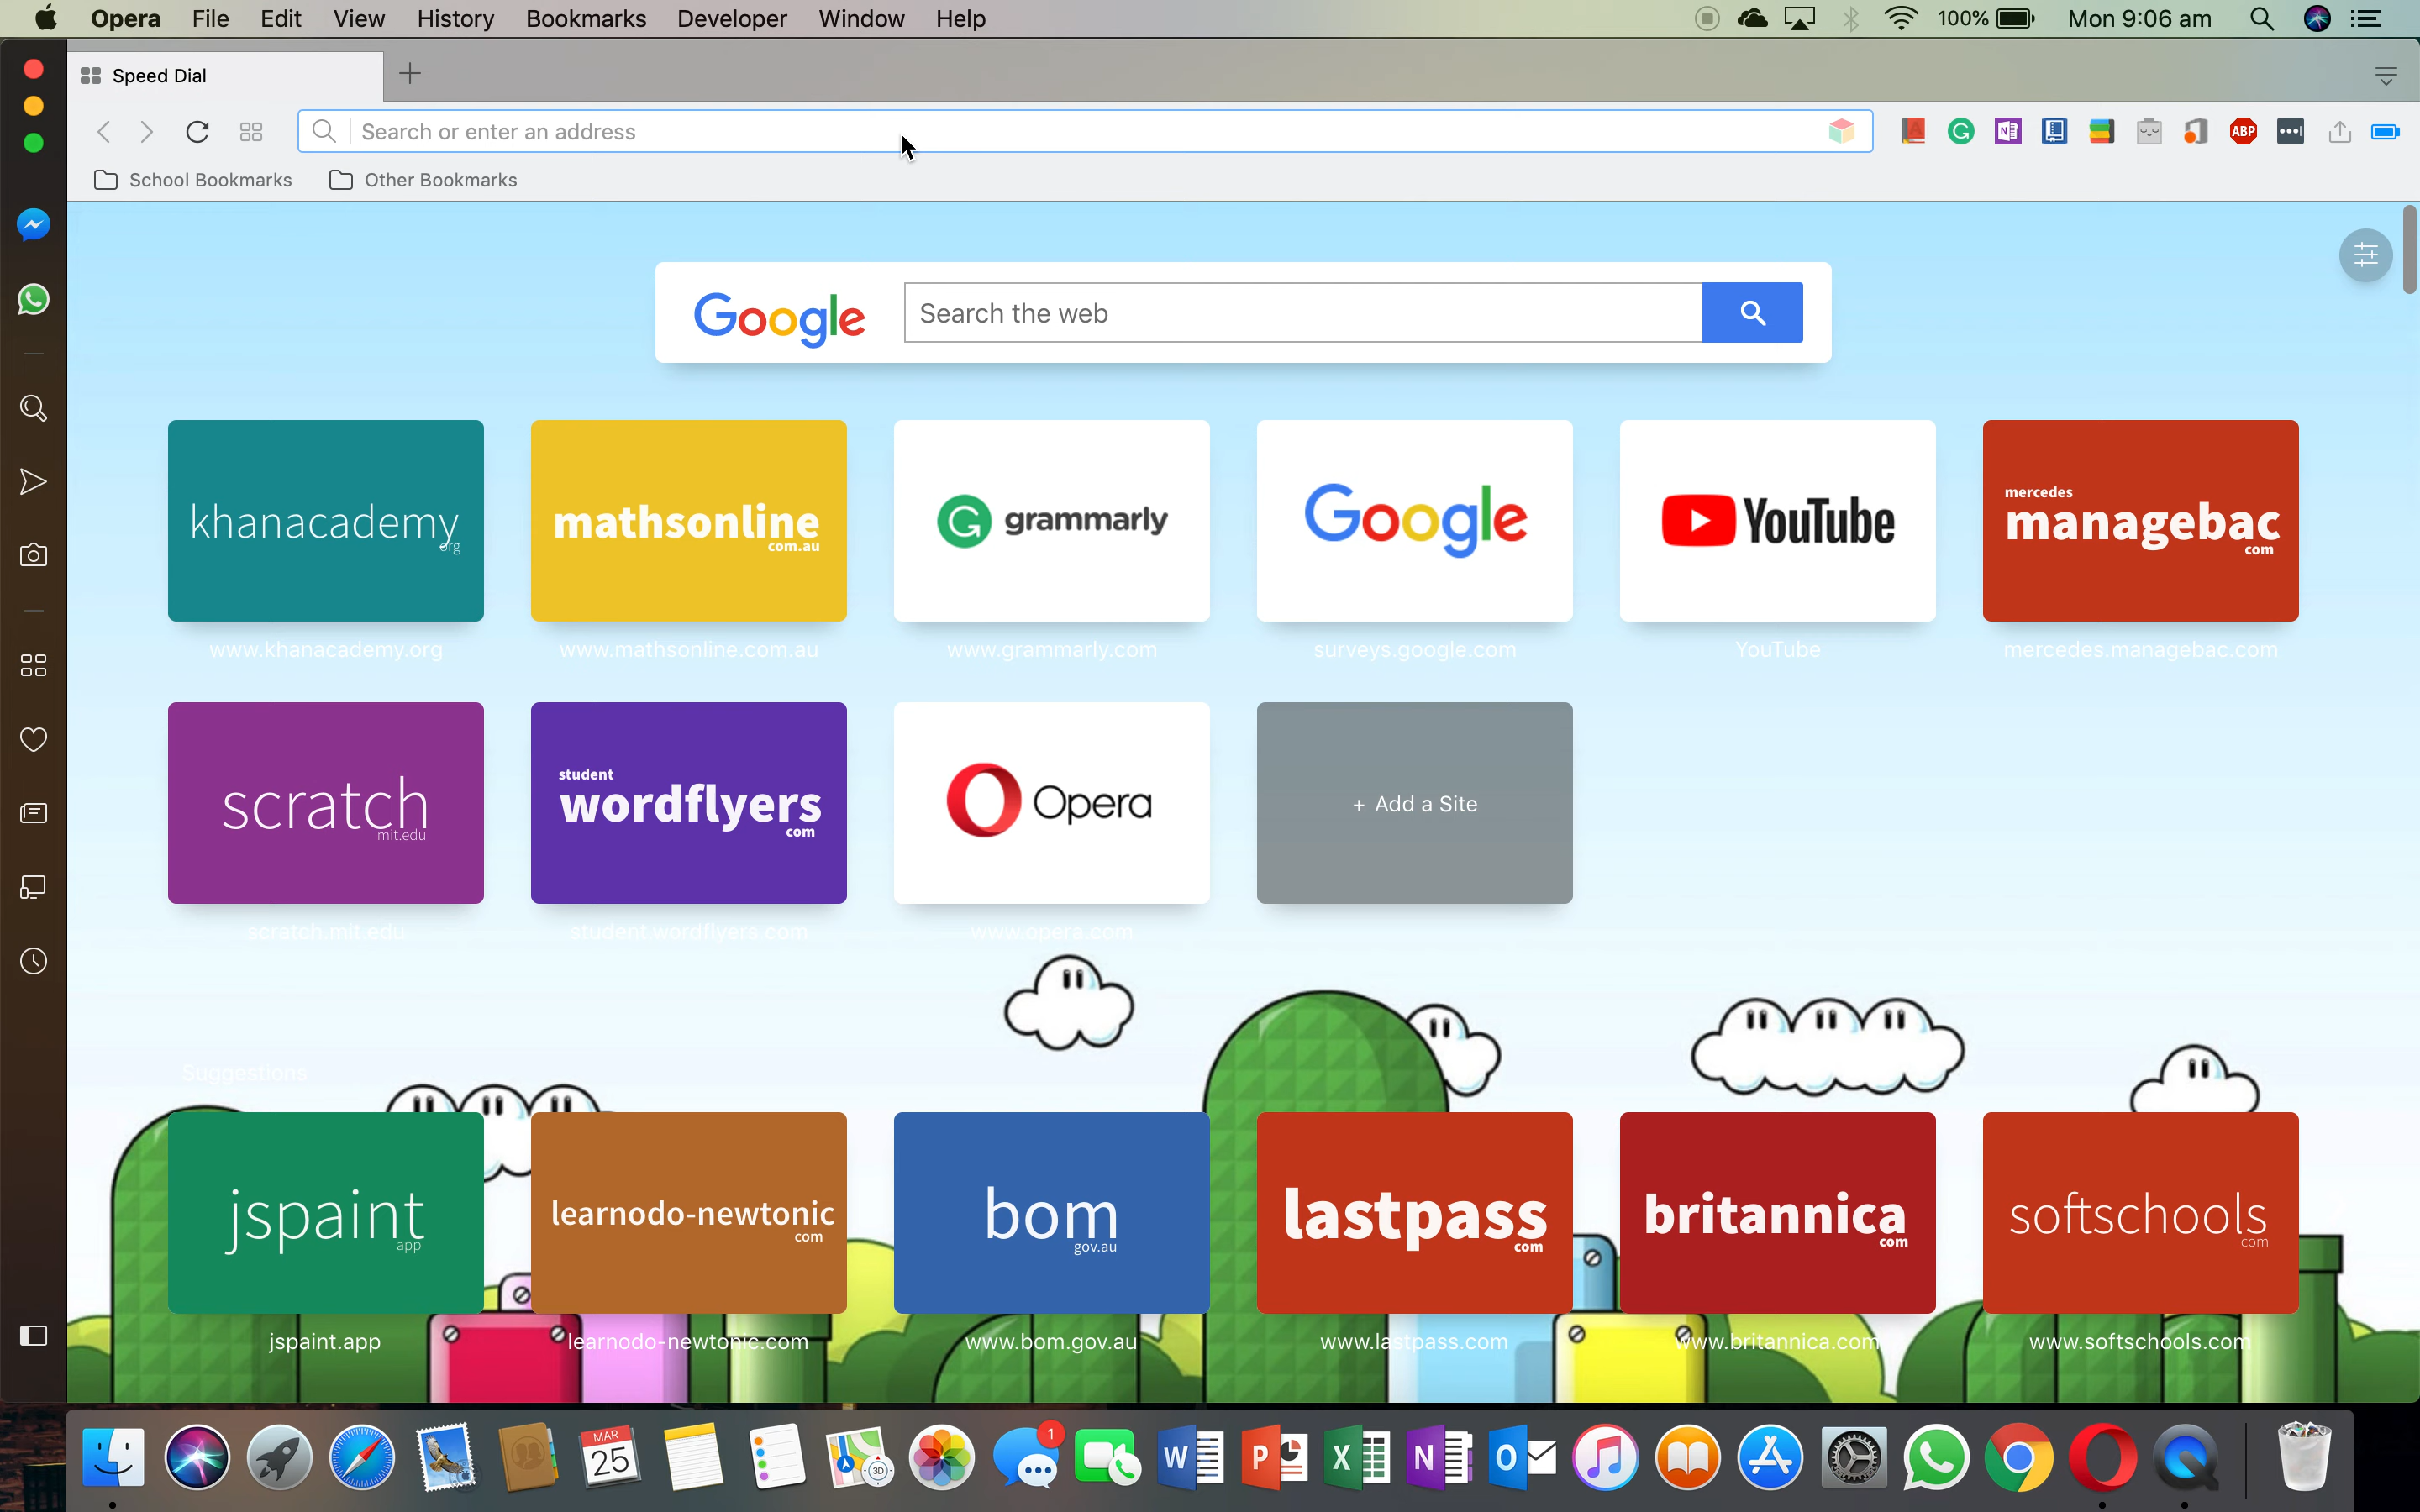 Opera File Edit View History Bookmarks Developer Window Help 100% Mon 9:06 am
Speed Dial
Search or enter an address
ABP
School Bookmarks Other Bookmarks
Google Search the web
khanacademy org
mathsonline com.au
grammarly
Google
YouTube
mercedes managebac com
www.khanacademy.org www.mathsonline.com.au www.grammarly.com surveys.google.com YouTube mercedes.managebac.com
scratch mit.edu
student wordflyers com
Opera
+ Add a Site
scratch.mit.edu student.wordflyers.com www.opera.com
Suggestions
jspaint app
learnodo-newtonic com
bom gov.au
lastpass com
britannica com
softschools com
jspaint.app learnodo-newtonic.com www.bom.gov.au www.lastpass.com www.britannica.com www.softschools.com
MAR
25
3D
1
W P X N O